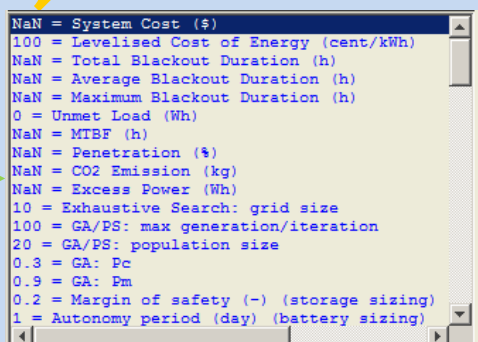 NaN = System Cost ($)
100 = Levelised Cost of Energy (cent/kWh)
NaN = Total Blackout Duration (h)
NaN = Average Blackout Duration (h)
NaN = Maximum Blackout Duration (h)
0 = Unmet Load (Wh)
NaN = MTBF (h)
NaN = Penetration (%)
NaN = CO2 Emission (kg)
NaN = Excess Power (Wh)
10 = Exhaustive Search: grid size
100 = GA/PS: max generation/iteration
20 = GA/PS: population size
0.3 = GA: Pc
0.9 = GA: Pm
0.2 = Margin of safety (-) (storage sizing)
1 = Autonomy period (day) (battery sizing)